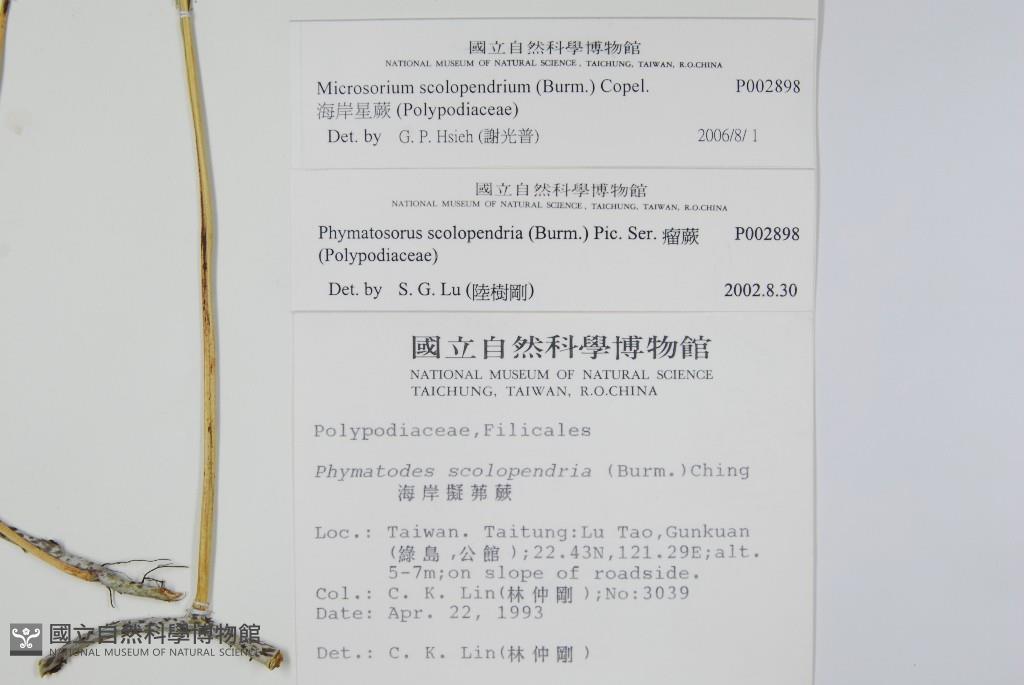 國立自然科學博物館
NATIONAL MUSEUM OF NATURAL SCIENCE, TAICHUNG, TAIWAN, R.O.CHINA
Microsorium scolopendrium (Burm.) Copel. P002898
海岸星蕨 (Polypodiaceae)
Det. by G. P. Hsieh (謝光普) 2006/8/ 1
國立自然科學博物館
NATIONAL MUSEUM OF NATURAL SCIENCE, TAICHUNG, TAIWAN, R.O.CHINA
Phymatosorus scolopendria (Burm.) Pic. Ser. 瘤蕨 P002898
(Polypodiaceae)
Det. by S. G. Lu (陸樹剛) 2002.8.30
國立自然科學博物館
NATIONAL MUSEUM OF NATURAL SCIENCE
TAICHUNG, TAIWAN, R.O.CHINA
Polypodiaceae,Filicales
Phymatodes scolopendria (Burm.)Ching
海岸擬茀蕨
Loc.: Taiwan. Taitung:Lu Tao,Gunkuan
(綠島,公館);22.43N,121.29E;alt.
5-7m;on slope of roadside.
Col.: C. K. Lin(林仲剛);No:3039
Date: Apr. 22, 1993
Det.: C. K. Lin(林仲剛)
國立自然科學博物館
NATIONAL MUSEUM OF NATURAL SCIENCE